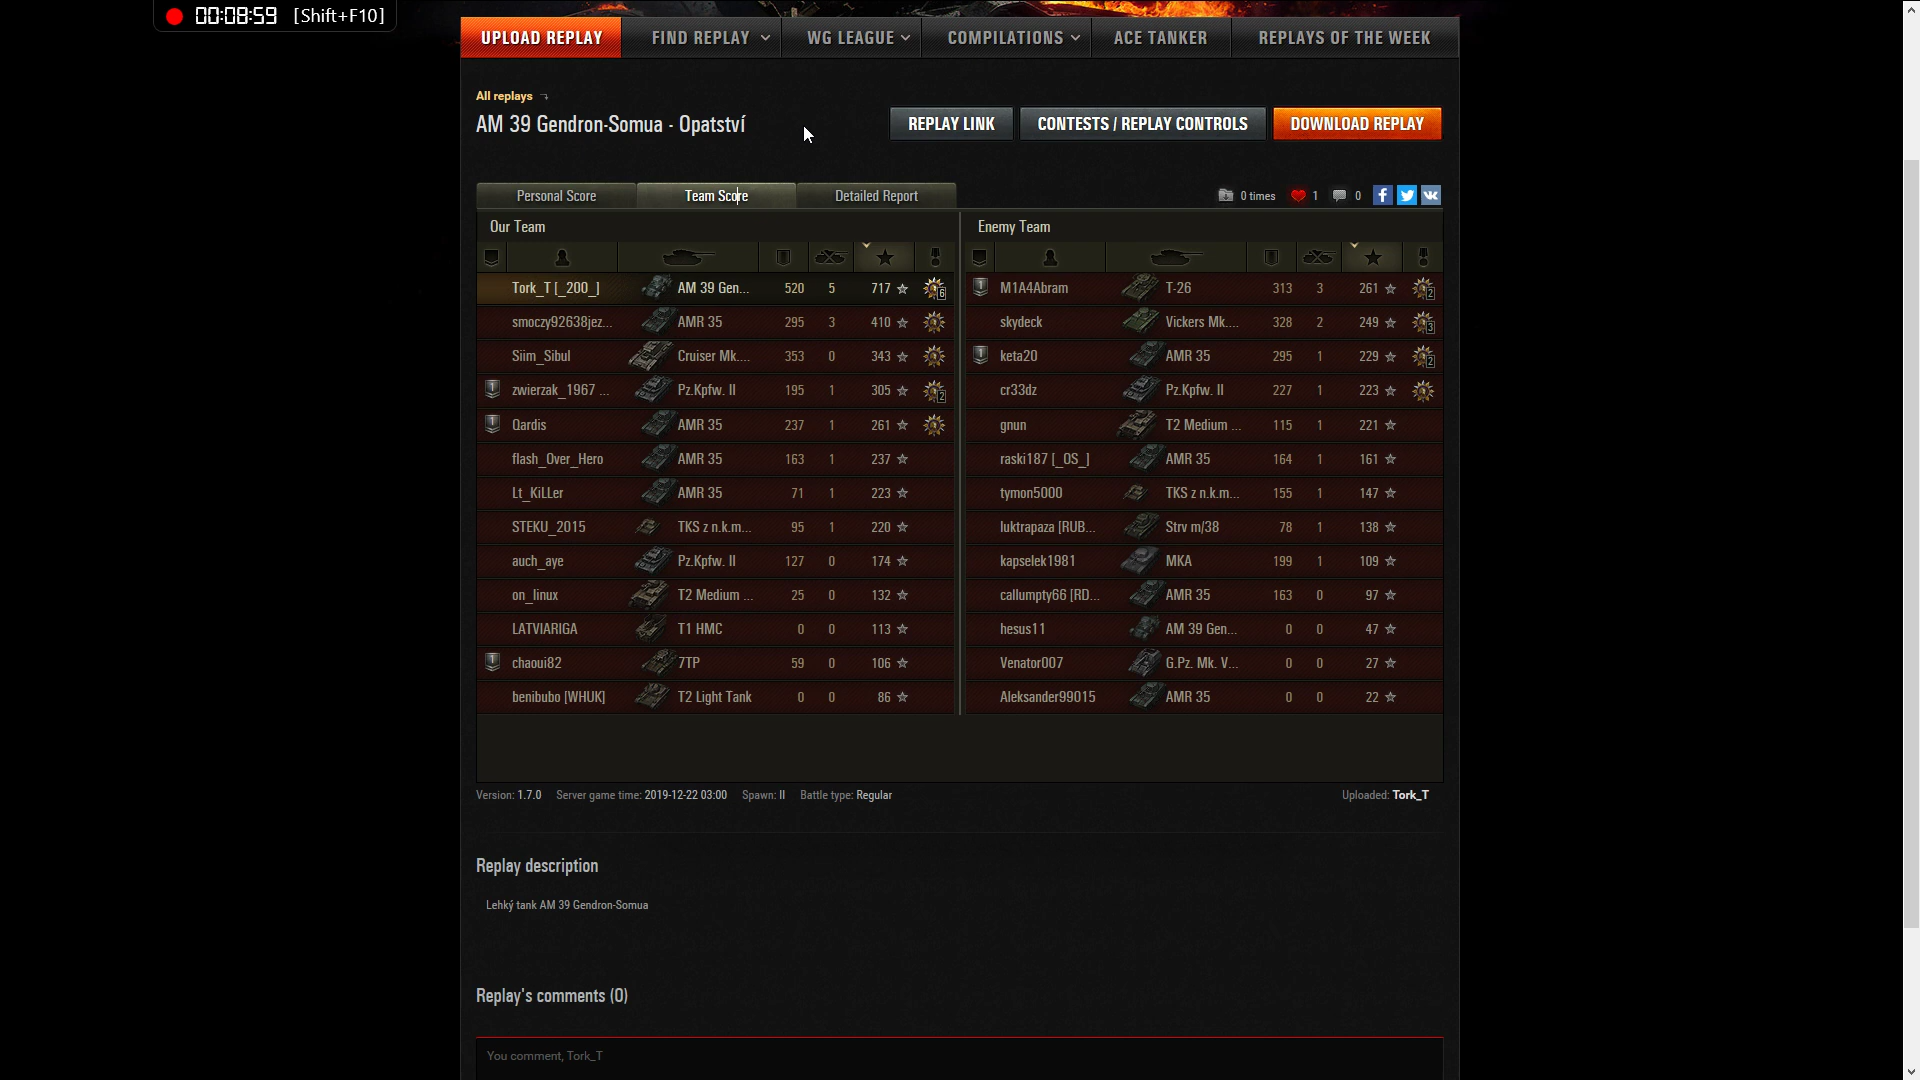 00:08:59 [Shift+F10]
UPLOAD REPLAY FIND REPLAY WG LEAGUE COMPILATIONS ACE TANKER REPLAYS OF THE WEEK
All replays
AM 39 Gendron-Somua - Opatství
REPLAY LINK CONTESTS / REPLAY CONTROLS DOWNLOAD REPLAY
Personal Score Team Score Detailed Report 0 times 1 0
Our Team
Tork_T [_200_] AM 39 Gen... 520 5 717 6
smoczy92638jez... AMR 35 295 3 410
Siim_Sibul Cruiser Mk.... 353 0 343
1 zwierzak_1967 ... Pz.Kpfw. II 195 1 305 2
1 Qardis AMR 35 237 1 261
flash_Over_Hero AMR 35 163 1 237
Lt_KiLLer AMR 35 71 1 223
STEKU_2015 TKS z n.k.m... 95 1 220
auch_aye Pz.Kpfw. II 127 0 174
on_linux T2 Medium ... 25 0 132
LATVIARIGA T1 HMC 0 0 113
1 chaoui82 7TP 59 0 106
benibubo [WHUK] T2 Light Tank 0 0 86
Enemy Team
1 M1A4Abram T-26 313 3 261 2
skydeck Vickers Mk.... 328 2 249 3
1 keta20 AMR 35 295 1 229 2
cr33dz Pz.Kpfw. II 227 1 223
gnun T2 Medium ... 115 1 221
raski187 [_OS_] AMR 35 164 1 161
tymon5000 TKS z n.k.m... 155 1 147
luktrapaza [RUB... Strv m/38 78 1 138
kapselek1981 MKA 199 1 109
callumpty66 [RD... AMR 35 163 0 97
hesus11 AM 39 Gen... 0 0 47
Venator007 G.Pz. Mk. V... 0 0 27
Aleksander99015 AMR 35 0 0 22
Version: 1.7.0 Server game time: 2019-12-22 03:00 Spawn: II Battle type: Regular Uploaded: Tork_T
Replay description
Lehký tank AM 39 Gendron-Somua
Replay's comments (0)
You comment, Tork_T